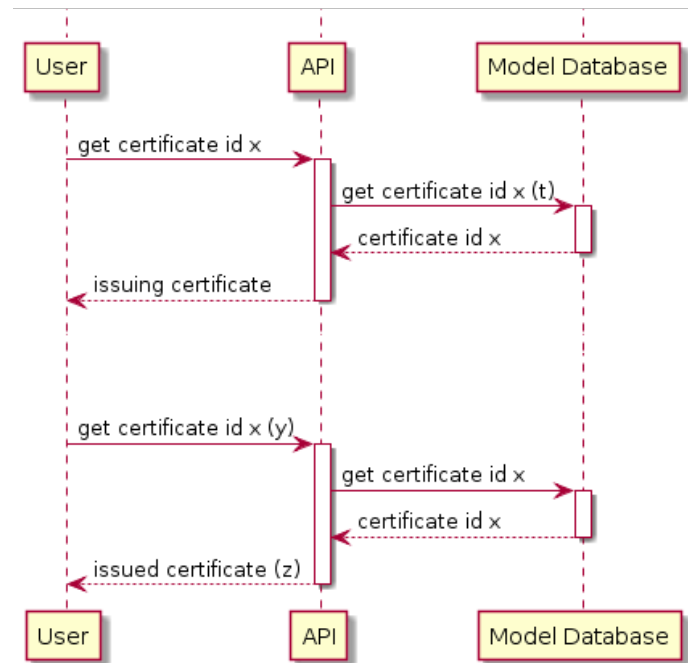 User
API
Model Database
get certificate id x
get certificate id x (t)
certificate id x
issuing certificate
get certificate id x (y)
get certificate id x
certificate id x
issued certificate (z)
User
API
Model Database